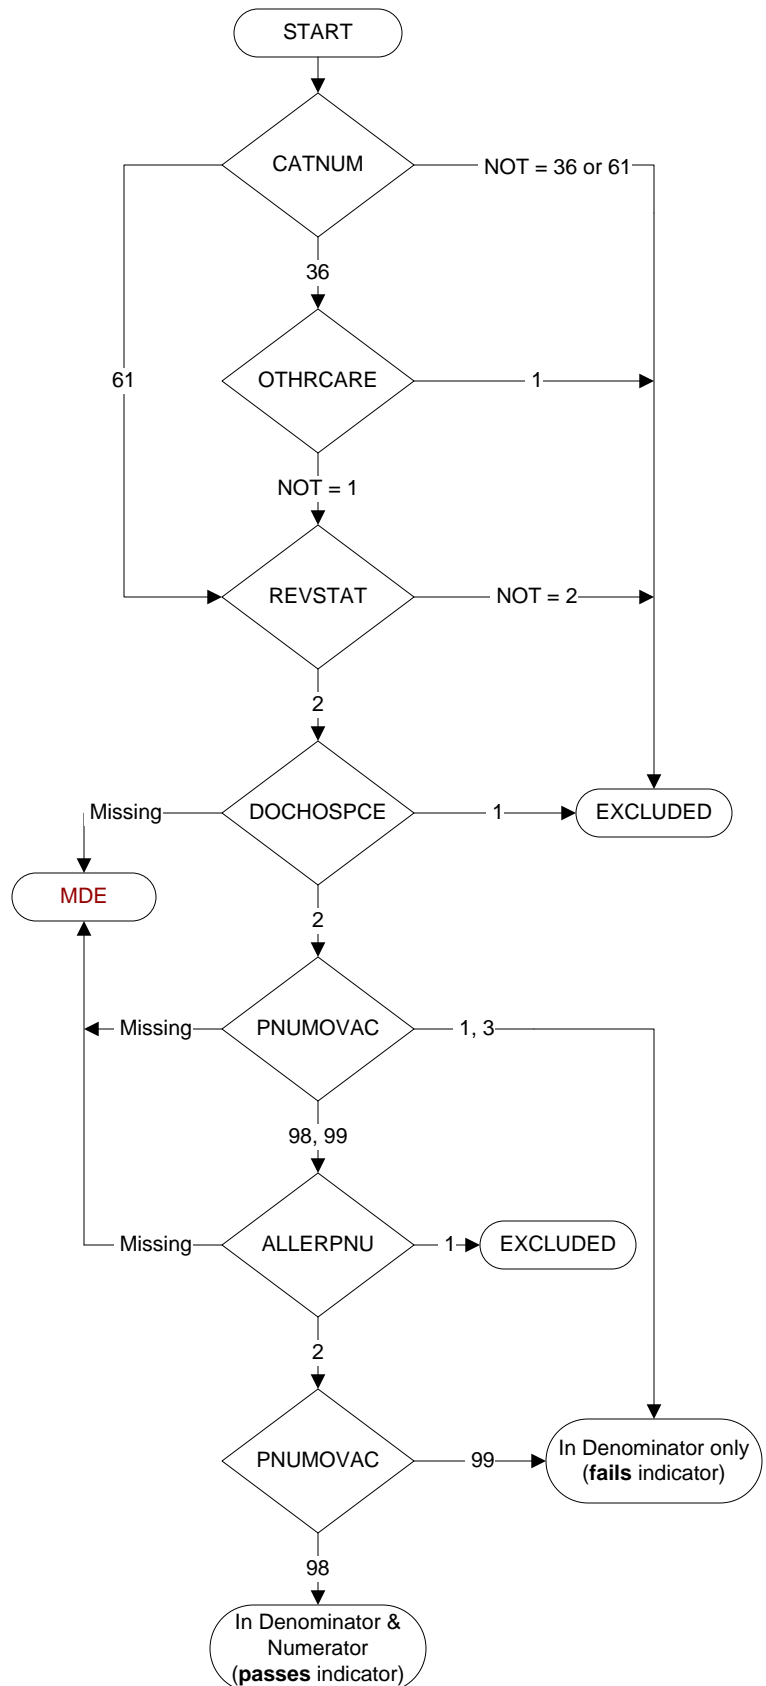 START
CATNUM
NOT = 36 or 61
36
61
OTHRCARE
1
NOT = 1
REVSTAT
NOT = 2
2
Missing
DOCHOSPCE
1
EXCLUDED
MDE
2
Missing
PNUMOVAC
1, 3
98, 99
Missing
ALLERPNU
1
EXCLUDED
2
PNUMOVAC
99
In Denominator only
(fails indicator)
98
In Denominator &
Numerator
(passes indicator)